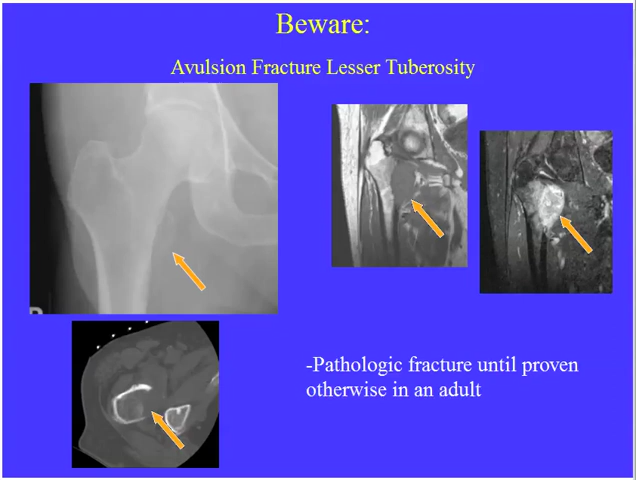 Beware:
Avulsion Fracture Lesser Tuberosity
-Pathologic fracture until proven
otherwise in an adult